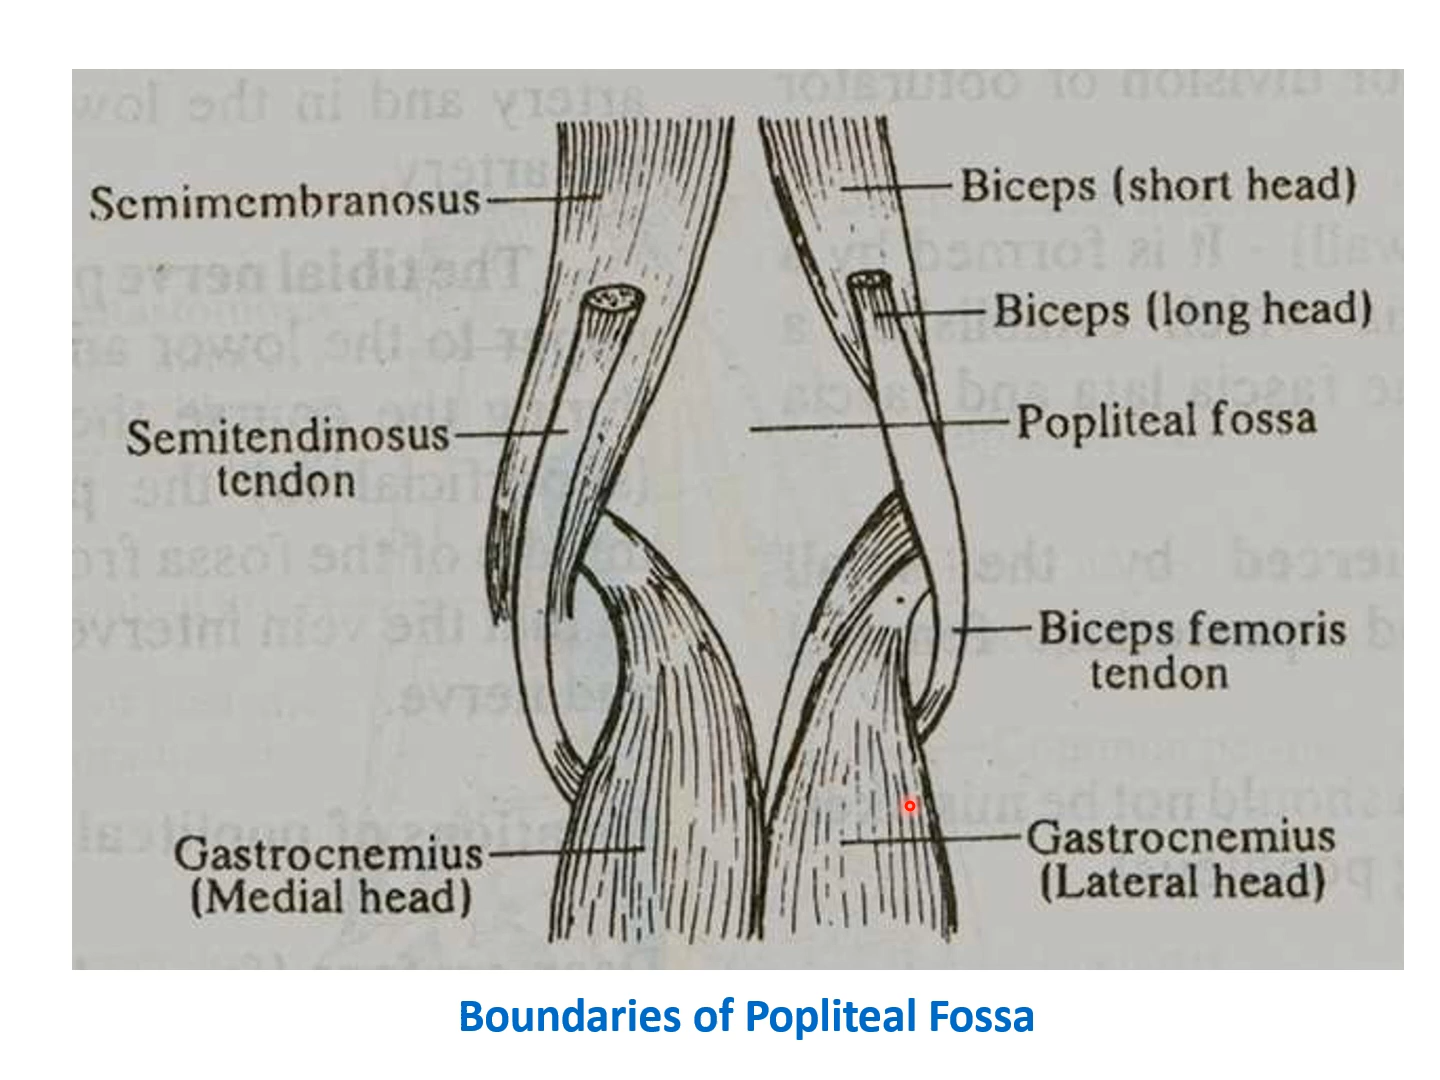 Semimembranosus
Biceps (short head)
Biceps (long head)
Semitendinosus
tendon
Popliteal fossa
Biceps femoris
tendon
Gastrocnemius
(Medial head)
Gastrocnemius
(Lateral head)
Boundaries of Popliteal Fossa